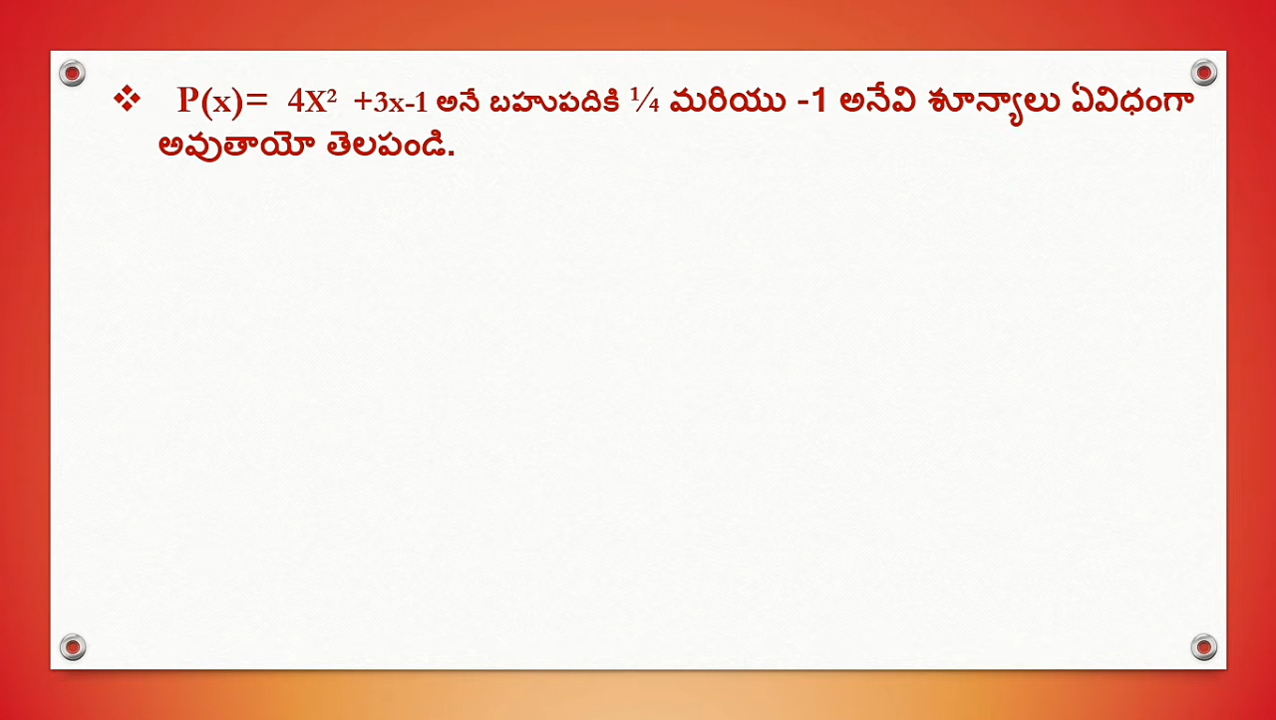 ❖ P(x)= 4X² +3x-1 అనే బహుపదికి ¼ మరియు -1 అనేవి శూన్యాలు ఏవిధంగా
అవుతాయో తెలపండి.